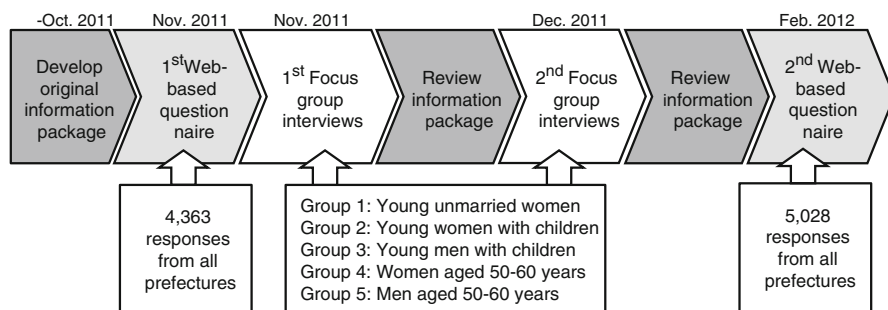 -Oct. 2011
Nov. 2011
Nov. 2011
Dec. 2011
Feb. 2012
Develop
original
information
package
1st Web-
based
question
naire
1st Focus
group
interviews
Review
information
package
2nd Focus
group
interviews
Review
information
package
2nd Web-
based
question
naire
4,363
responses
from all
prefectures
Group 1: Young unmarried women
Group 2: Young women with children
Group 3: Young men with children
Group 4: Women aged 50-60 years
Group 5: Men aged 50-60 years
5,028
responses
from all
prefectures